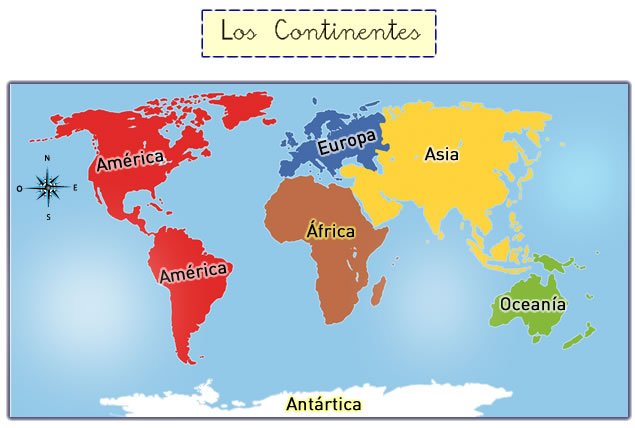 Los Continentes
América
Europa
Asia
N
O
E
S
África
América
Oceanía
Antártica